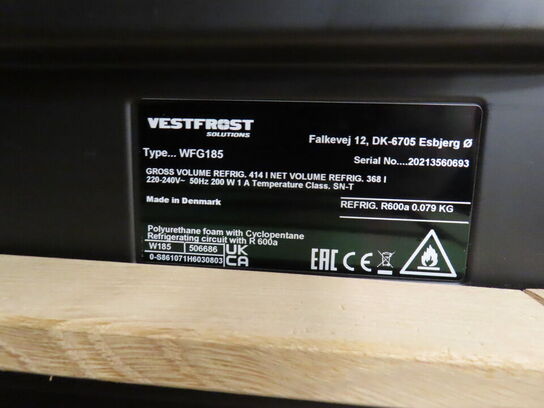 VESTFROST
SOLUTIONS
Falkevej 12, DK-6705 Esbjerg Ø
Type... WFG185
Serial No....20213560693
GROSS VOLUME REFRIG. 414 l NET VOLUME REFRIG. 368 l
220-240V~ 50Hz 200 W 1 A Temperature Class. SN-T
Made in Denmark
REFRIG. R600a 0.079 KG
Polyurethane foam with Cyclopentane
Refrigerating circuit with R 600a
W185 506686
0-S861071H6030803
UK
CA
EAC CE